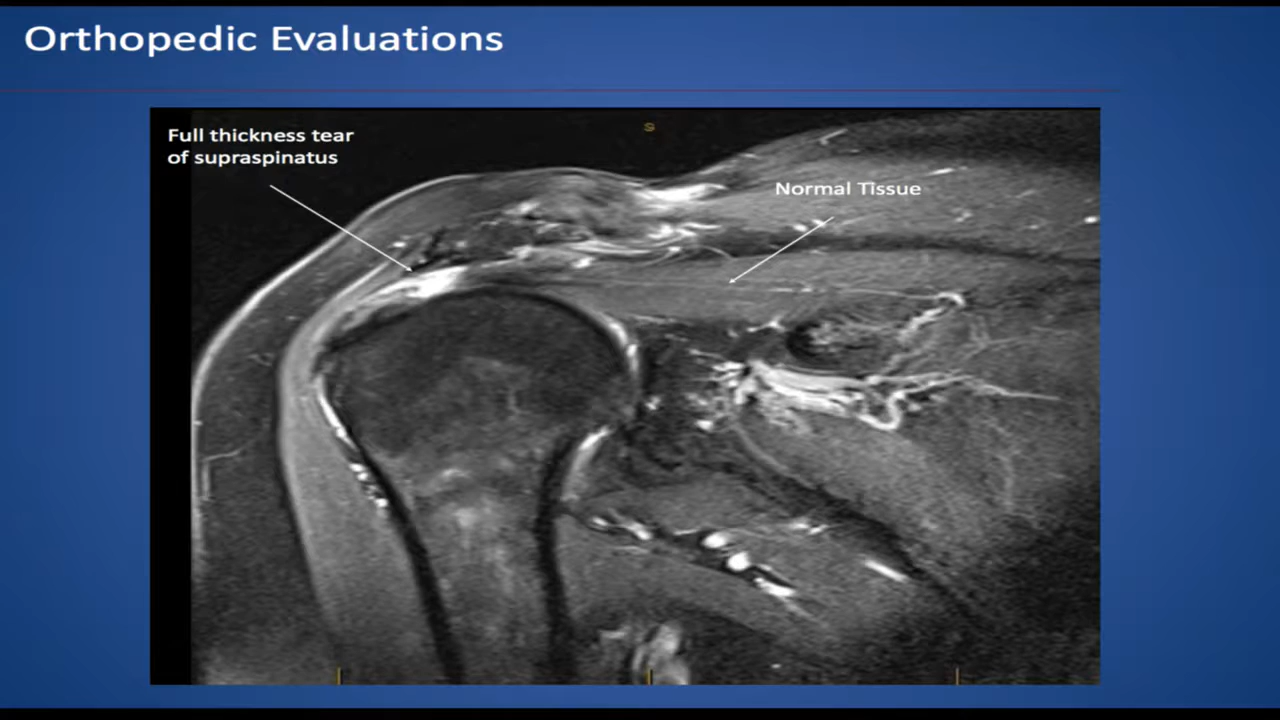 Orthopedic Evaluations
Full thickness tear
of supraspinatus
S
Normal Tissue